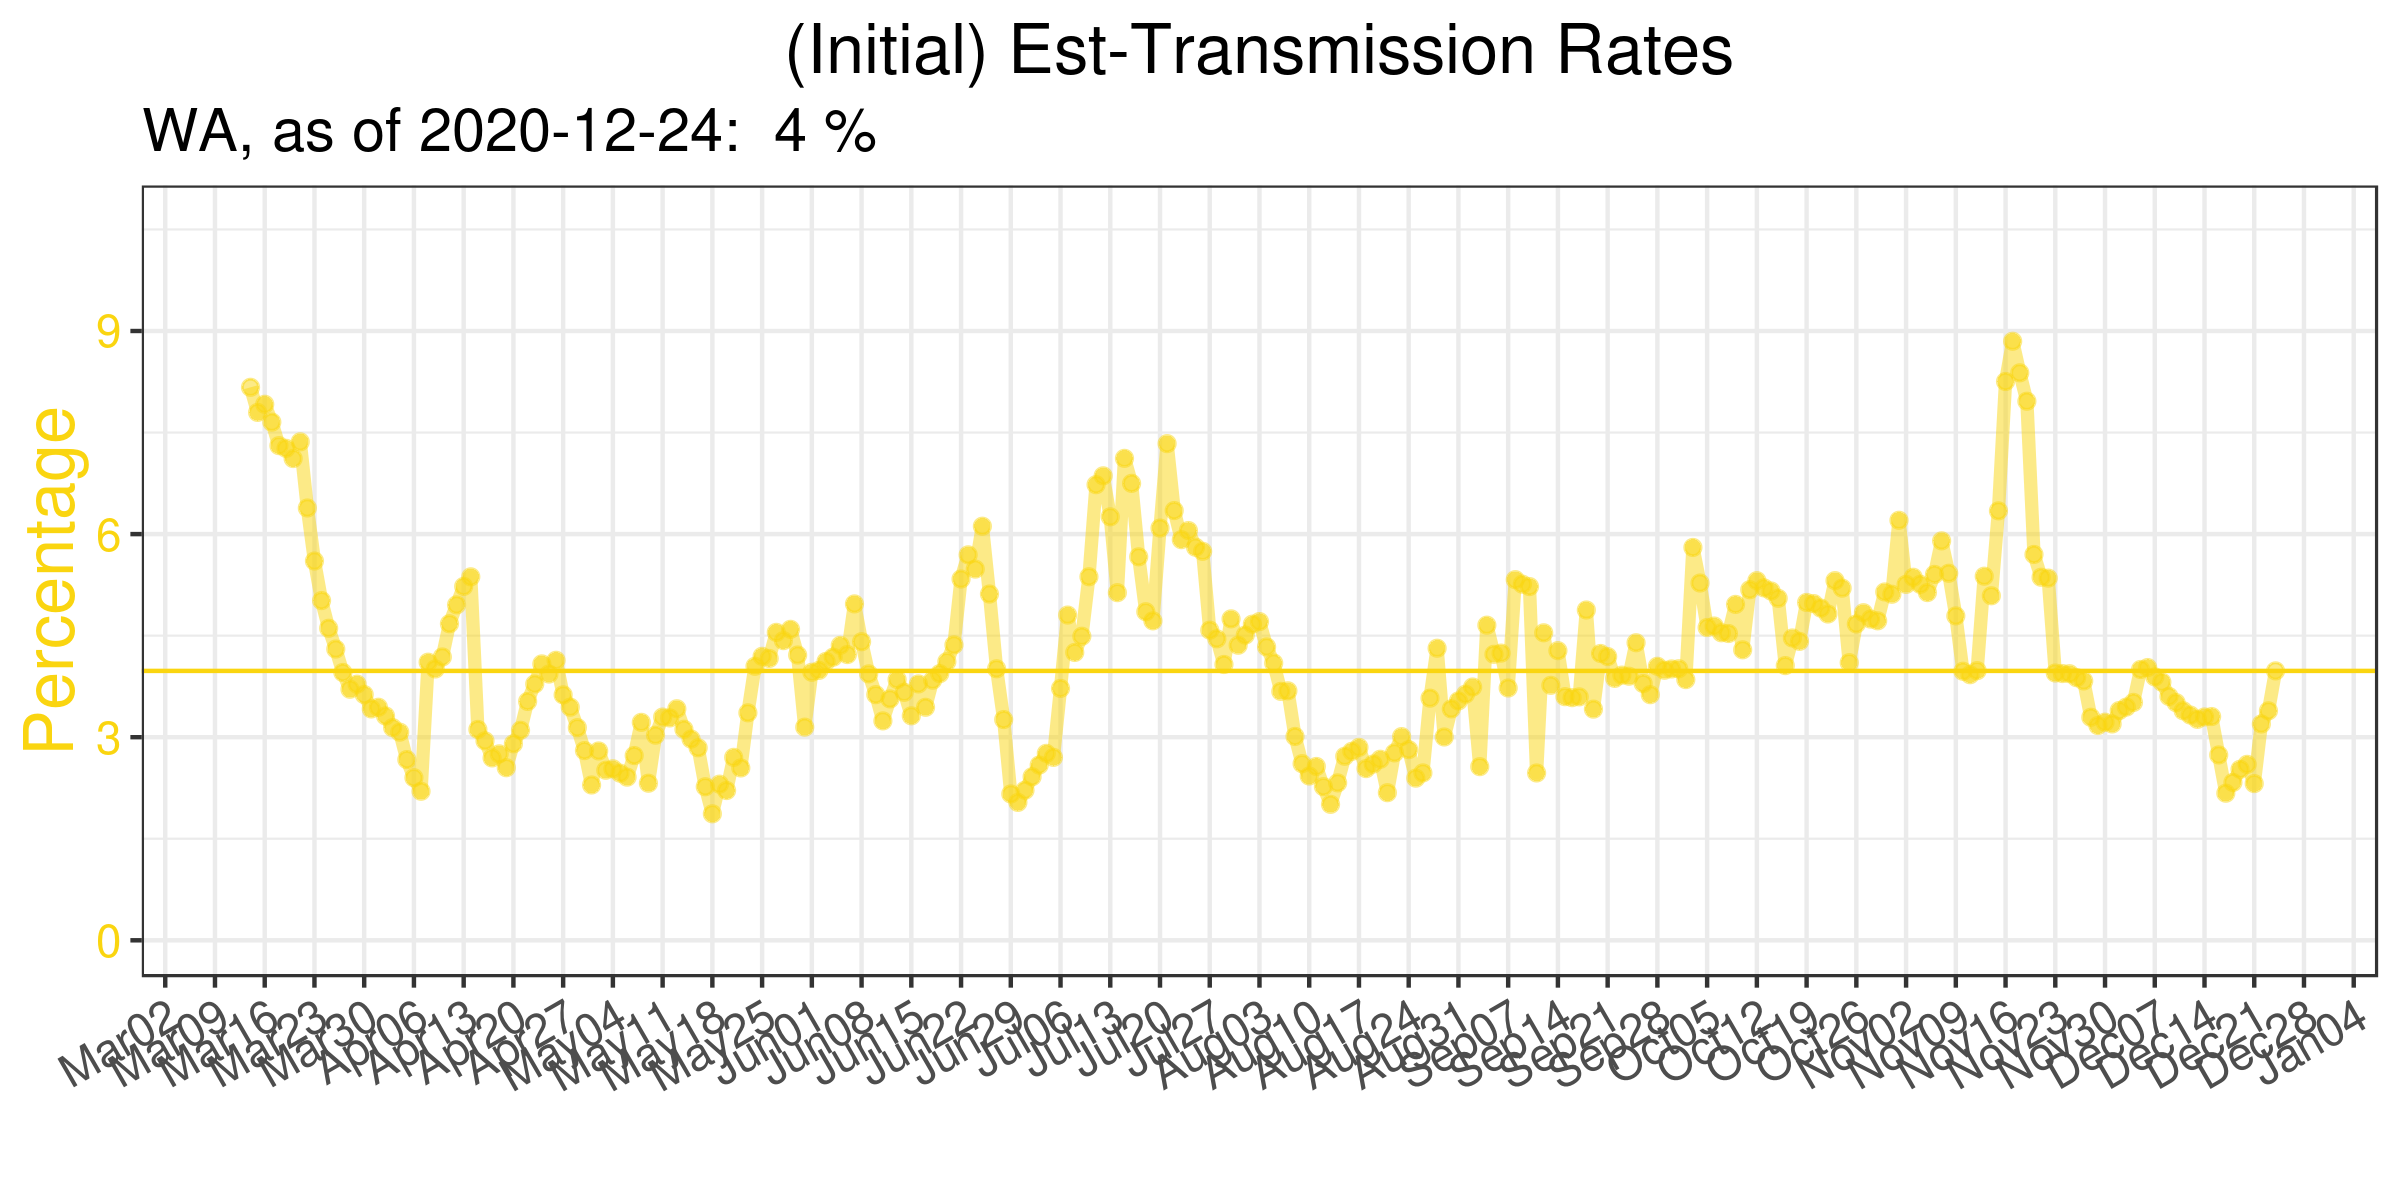 (Initial) Est-Transmission Rates
WA, as of 2020-12-24:  4 %
Percentage
9
6
3
0
Mar02
Mar09
Mar16
Mar23
Mar30
Apr06
Apr13
Apr20
Apr27
May04
May11
May18
May25
Jun01
Jun08
Jun15
Jun22
Jun29
Jul06
Jul13
Jul20
Jul27
Aug03
Aug10
Aug17
Aug24
Aug31
Sep07
Sep14
Sep21
Sep28
Oct05
Oct12
Oct19
Oct26
Nov02
Nov09
Nov16
Nov23
Nov30
Dec07
Dec14
Dec21
Dec28
Jan04